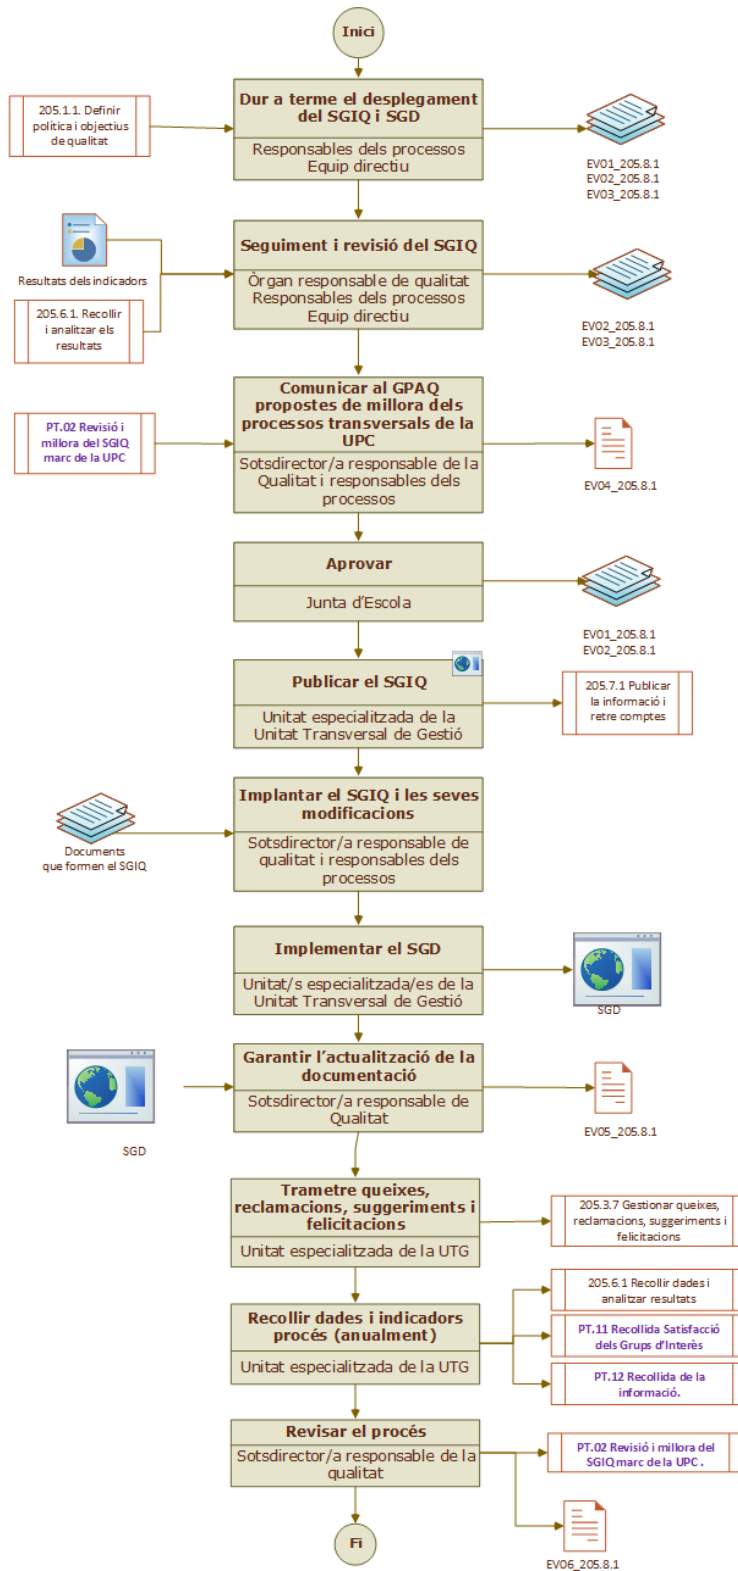 Inici
Dur a terme el desplegament
del SGIQ i SGD
Responsables dels processos
Equip directiu
205.1.1. Definir
política i objectius
de qualitat
EV01_205.8.1
EV02_205.8.1
EV03_205.8.1
Seguiment i revisió del SGIQ
Òrgan responsable de qualitat
Responsables dels processos
Equip directiu
Resultats dels indicadors
205.6.1. Recollir
i analitzar els
resultats
EV02_205.8.1
EV03_205.8.1
Comunicar al GPAQ
propostes de millora dels
processos transversals de la
UPC
Sotsdirector/a responsable de la
Qualitat i responsables dels
processos
PT.02 Revisió i
millora del SGIQ
marc de la UPC
EV04_205.8.1
Aprovar
Junta d’Escola
EV01_205.8.1
EV02_205.8.1
Publicar el SGIQ
Unitat especialitzada de la
Unitat Transversal de Gestió
205.7.1 Publicar
la informació i
retre comptes
Implantar el SGIQ i les seves
modificacions
Sotsdirector/a responsable de
qualitat i responsables dels
processos
Documents
que formen el SGIQ
Implementar el SGD
Unitat/s especialitzada/es de la
Unitat Transversal de Gestió
SGD
Garantir l’actualització de la
documentació
Sotsdirector/a responsable de
Qualitat
SGD
EV05_205.8.1
Trametre queixes,
reclamacions, suggeriments i
felicitacions
Unitat especialitzada de la UTG
205.3.7 Gestionar queixes,
reclamacions, suggeriments i
felicitacions
Recollir dades i indicadors
procés (anualment)
Unitat especialitzada de la UTG
205.6.1 Recollir dades i
analitzar resultats
PT.11 Recollida Satisfacció
dels Grups d’Interès
PT.12 Recollida de la
informació.
Revisar el procés
Sotsdirector/a responsable de la
qualitat
PT.02 Revisió i millora del
SGIQ marc de la UPC .
EV06_205.8.1
Fi